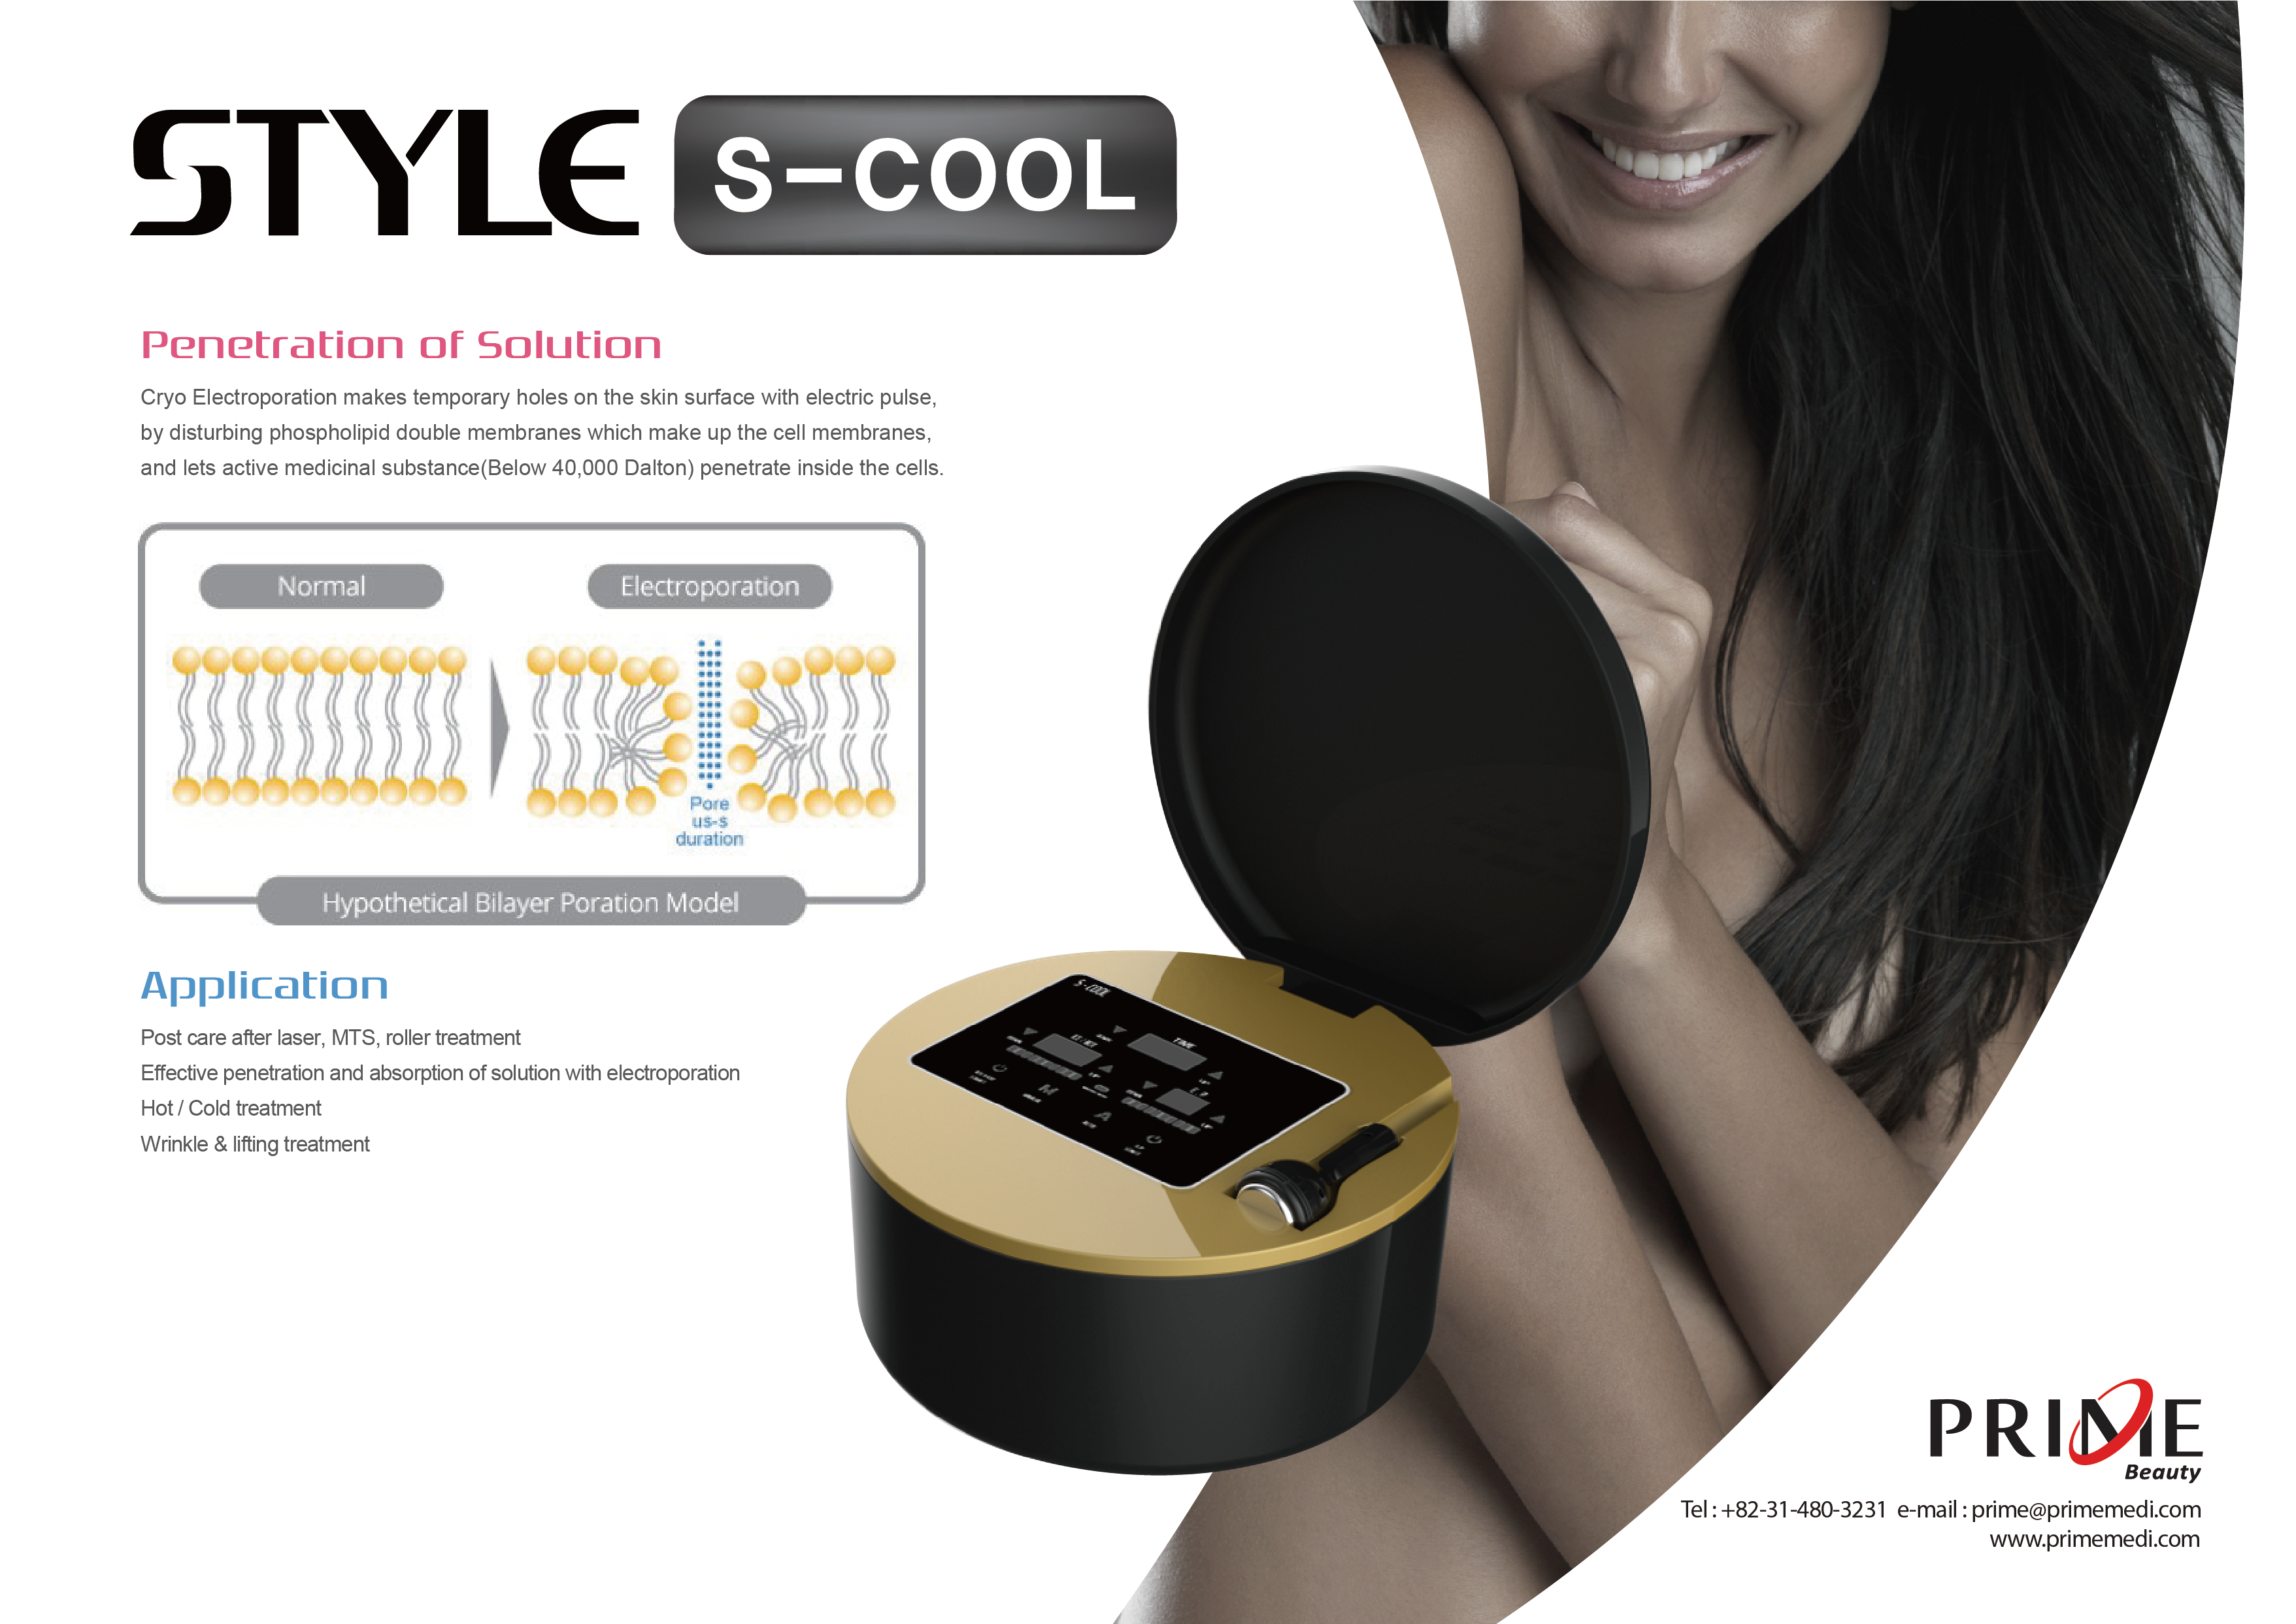 STYLE S-COOL
Penetration of Solution
Cryo Electroporation makes temporary holes on the skin surface with electric pulse,
by disturbing phospholipid double membranes which make up the cell membranes,
and lets active medicinal substance(Below 40,000 Dalton) penetrate inside the cells.
Normal
Electroporation
Pore
us-s
duration
Hypothetical Bilayer Poration Model
Application
Post care after laser, MTS, roller treatment
Effective penetration and absorption of solution with electroporation
Hot / Cold treatment
Wrinkle & lifting treatment
S-COOL
TIME
PRIME
Beauty
Tel : +82-31-480-3231 e-mail : prime@primemedi.com
www.primemedi.com